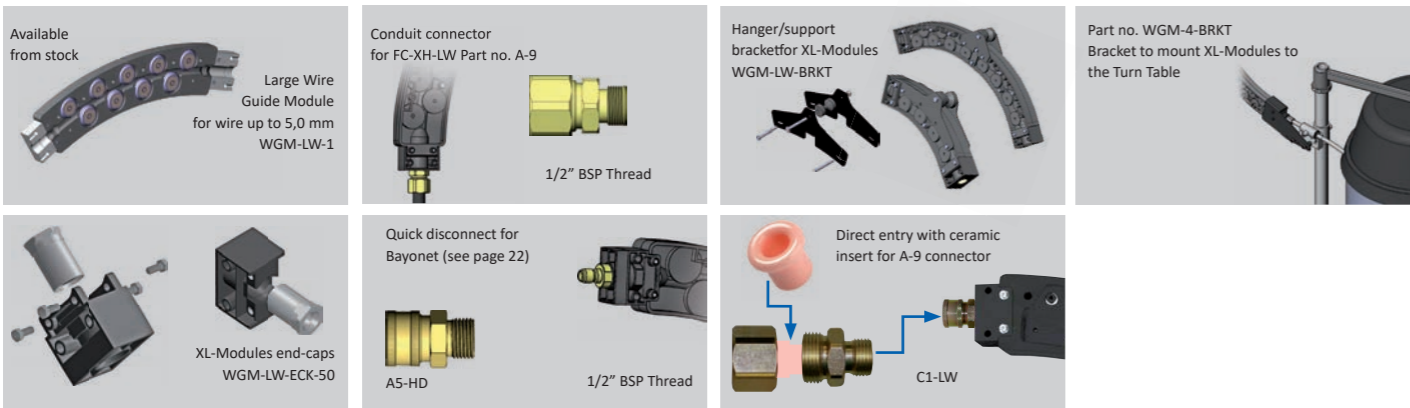 Available
from stock
Large Wire
Guide Module
for wire up to 5,0 mm
WGM-LW-1
Conduit connector
for FC-XH-LW Part no. A-9
1/2” BSP Thread
Hanger/support
bracketfor XL-Modules
WGM-LW-BRKT
Part no. WGM-4-BRKT
Bracket to mount XL-Modules to
the Turn Table
XL-Modules end-caps
WGM-LW-ECK-50
Quick disconnect for
Bayonet (see page 22)
A5-HD
1/2” BSP Thread
Direct entry with ceramic
insert for A-9 connector
C1-LW